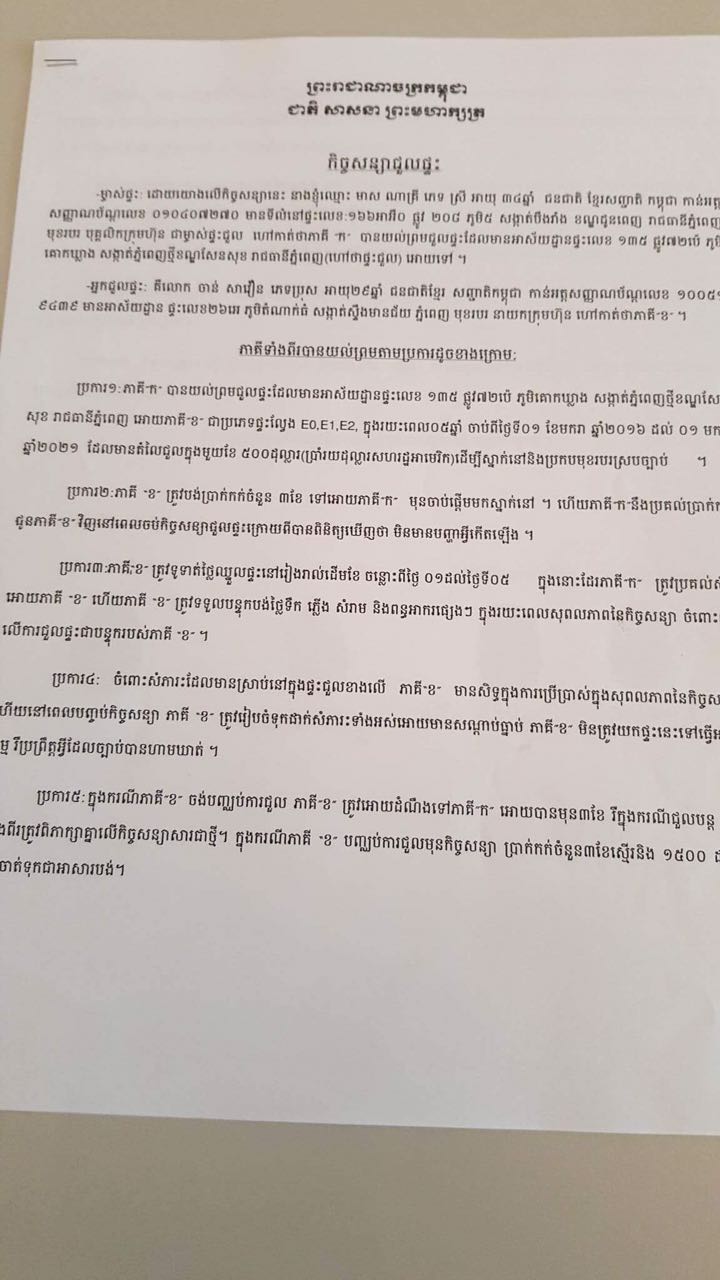 ព្រះរាជាណាចក្រកម្ពុជា
ជាតិ សាសនា ព្រះមហាក្សត្រ
កិច្ចសន្យាជួលផ្ទះ
-ម្ចាស់ផ្ទះ: ដោយយោងលើកិច្ចសន្យានេះ នាងខ្ញុំឈ្មោះ មាស ណាត្រី ភេទ ស្រី អាយុ ៣៤ឆ្នាំ ជនជាតិ ខ្មែរសញ្ជាតិ កម្ពុជា កាន់អត្ត
សញ្ញាណប័ណ្ណលេខ ០១០៤០៧២៧០ មានទីលំនៅផ្ទះលេខ:១៦៦អាវី០ ផ្លូវ ២០៨ ភូមិ៥ សង្កាត់បឹងរាំង ខណ្ឌដូនពេញ រាជធានីភ្នំពេញ
មុខរបរ បុគ្គលិកក្រុមហ៊ុន ជាម្ចាស់ផ្ទះជួល ហៅកាត់ថាភាគី "ក" បានយល់ព្រមជួលផ្ទះដែលមានអាស័យដ្ឋានផ្ទះលេខ ១៣៥ ផ្លូវ៧២ប៉េ ភូមិ
គោកឃ្លាង សង្កាត់ភ្នំពេញថ្មីខណ្ឌសែនសុខ រាជធានីភ្នំពេញ(ហៅថាផ្ទះជួល) អោយទៅ ។
-អ្នកជួលផ្ទះ: គឺលោក ចាន់ សារឿន ភេទប្រុស អាយុ២៩ឆ្នាំ ជនជាតិខ្មែរ សញ្ជាតិកម្ពុជា កាន់អត្តសញ្ញាណប័ណ្ណលេខ ១០០៥១
៩៤៣៩ មានអាស័យដ្ឋាន ផ្ទះលេខ២៦អេ ភូមិតំណាក់ធំ សង្កាត់ស្ទឹងមានជ័យ ភ្នំពេញ មុខរបរ នាយកក្រុមហ៊ុន ហៅកាត់ថាភាគី"ខ" ។
ភាគីទាំងពីរបានយល់ព្រមតាមប្រការដូចខាងក្រោម:
ប្រការ១:ភាគី"ក" បានយល់ព្រមជួលផ្ទះដែលមានអាស័យដ្ឋានផ្ទះលេខ ១៣៥ ផ្លូវ៧២ប៉េ ភូមិគោកឃ្លាង សង្កាត់ភ្នំពេញថ្មីខណ្ឌសែន
សុខ រាជធានីភ្នំពេញ អោយភាគី"ខ" ជាប្រភេទផ្ទះល្វែង E0,E1,E2, ក្នុងរយះពេល០៥ឆ្នាំ ចាប់ពីថ្ងៃទី០១ ខែមករា ឆ្នាំ២០១៦ ដល់ ០១ មក
ឆ្នាំ២០២១ ដែលមានតំលៃជួលក្នុងមួយខែ ៥០០ដុល្លារ(ប្រាំរយដុល្លារសហរដ្ឋអាមេរិក)ដើម្បីស្នាក់នៅនិងប្រកបមុខរបរស្របច្បាប់ ។
ប្រការ២:ភាគី "ខ" ត្រូវបង់ប្រាក់កក់ចំនួន ៣ខែ ទៅអោយភាគី"ក" មុនចាប់ផ្តើមមកស្នាក់នៅ ។ ហើយភាគី"ក"នឹងប្រគល់ប្រាក់ក
ជូនភាគី"ខ" វិញនៅពេលចប់កិច្ចសន្យាជួលផ្ទះក្រោយពីបានពិនិត្យឃើញថា មិនមានបញ្ហាអ្វីកើតឡើង ។
ប្រការ៣:ភាគី"ខ" ត្រូវទូទាត់ថ្លៃឈ្នួលផ្ទះនៅរៀងរាល់ដើមខែ ចន្លោះពីថ្ងៃ ០១ដល់ថ្ងៃទី០៥ ក្នុងនោះដែរភាគី"ក" ត្រូវប្រគល់
អោយភាគី "ខ" ហើយភាគី "ខ" ត្រូវទទួលបន្ទុកបង់ថ្លៃទឹក ភ្លើង សំរាម និងពន្ធអាករផ្សេងៗ ក្នុងរយះពេលសុពលភាពនៃកិច្ចសន្យា ចំពោះ
លើការជួលផ្ទះជាបន្ទុករបស់ភាគី "ខ" ។
ប្រការ៤: ចំពោះសំភារះដែលមានស្រាប់នៅក្នុងផ្ទះជួលខាងលើ ភាគី"ខ" មានសិទ្ធក្នុងការប្រើប្រាស់ក្នុងសុពលភាពនៃកិច្ចស
ហើយនៅពេលបញ្ចប់កិច្ចសន្យា ភាគី "ខ" ត្រូវរៀបចំទុកដាក់សំភារះទាំងអស់អោយមានសណ្តាប់ធ្នាប់ ភាគី"ខ" មិនត្រូវយកផ្ទះនេះទៅធ្វើ
រឺប្រព្រឹត្តអ្វីដែលច្បាប់បានហាមឃាត់ ។
ប្រការ៥:ក្នុងករណីភាគី"ខ" ចង់បញ្ឈប់ការជួល ភាគី"ខ" ត្រូវអោយដំណឹងទៅភាគី"ក" អោយបានមុន៣ខែ រឺក្នុងករណីជួលបន្ត
ងពីរត្រូវពិភាក្សាគ្នាលើកិច្ចសន្យាសារជាថ្មី។ ក្នុងករណីភាគី "ខ" បញ្ឈប់ការជួលមុនកិច្ចសន្យា ប្រាក់កក់ចំនួន៣ខែស្មើរនិង ១៥០០
ចាត់ទុកជាអាសារបង់។